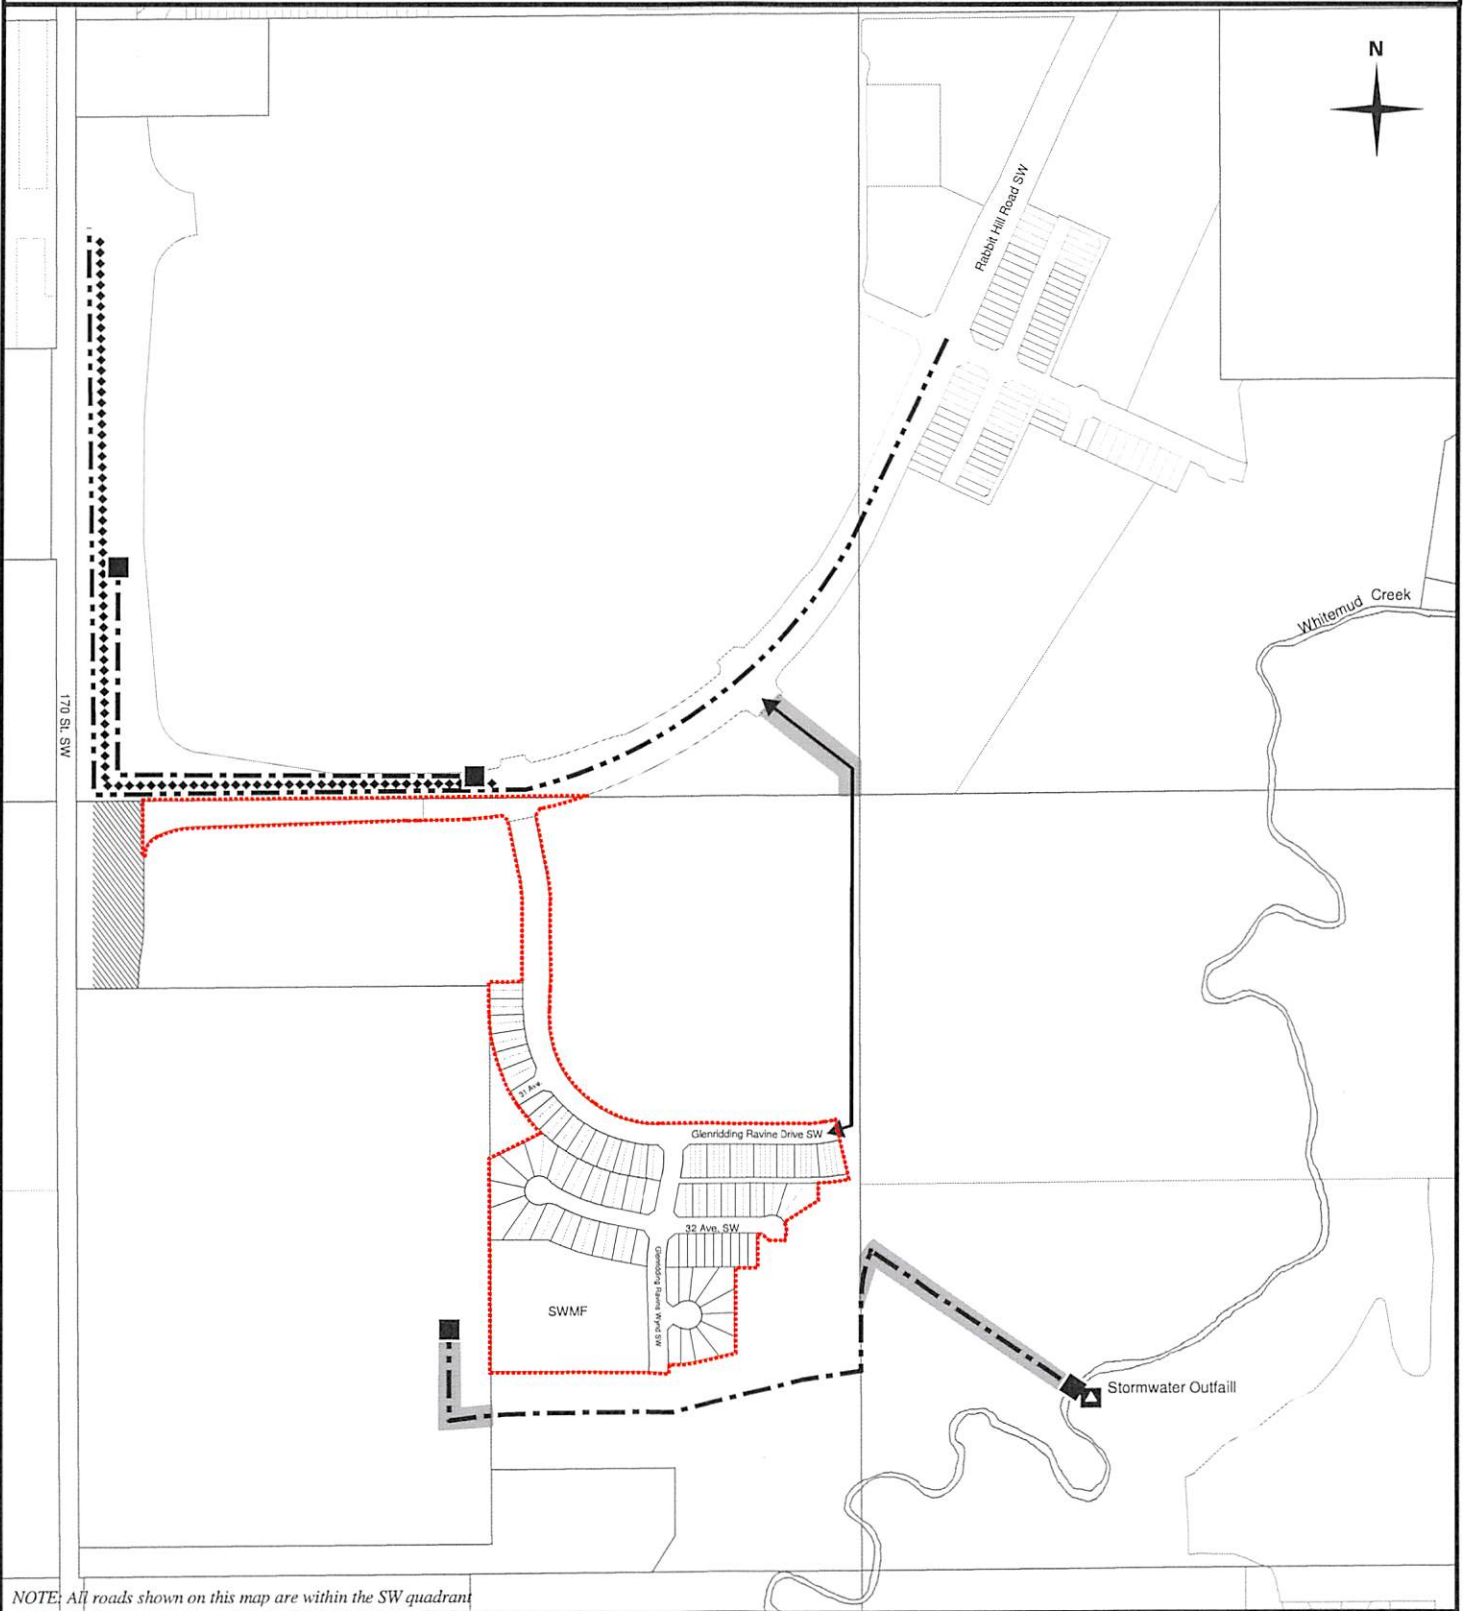 N
Rabbit Hill Road SW
Whitemud Creek
170 St. SW
31 Ave.
Glenridding Ravine Drive SW
32 Ave. SW
Glenridding Ravine Wynd SW
SWMF
Stormwater Outfaill
NOTE: All roads shown on this map are within the SW quadrant